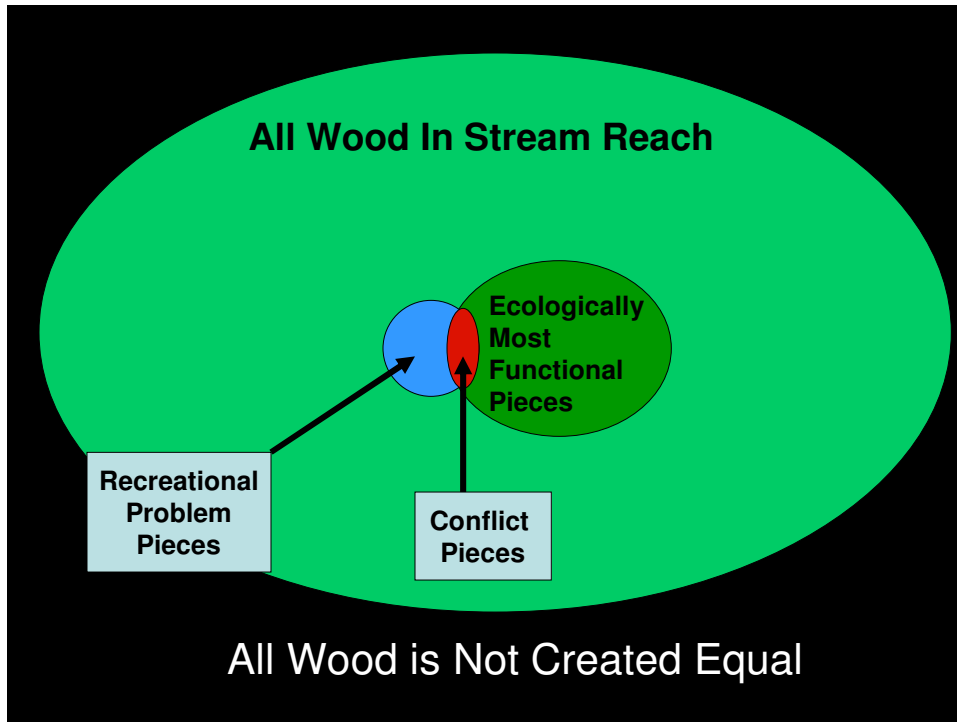 All Wood In Stream Reach
Ecologically
Most
Functional
Pieces
Recreational
Problem
Pieces
Conflict
Pieces
All Wood is Not Created Equal